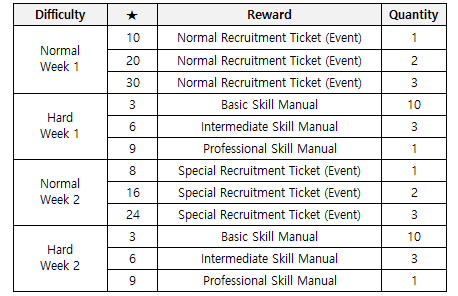 Difficulty ★ Reward Quantity
Normal Week 1
10 Normal Recruitment Ticket (Event) 1
20 Normal Recruitment Ticket (Event) 2
30 Normal Recruitment Ticket (Event) 3
Hard Week 1
3 Basic Skill Manual 10
6 Intermediate Skill Manual 3
9 Professional Skill Manual 1
Normal Week 2
8 Special Recruitment Ticket (Event) 1
16 Special Recruitment Ticket (Event) 2
24 Special Recruitment Ticket (Event) 3
Hard Week 2
3 Basic Skill Manual 10
6 Intermediate Skill Manual 3
9 Professional Skill Manual 1